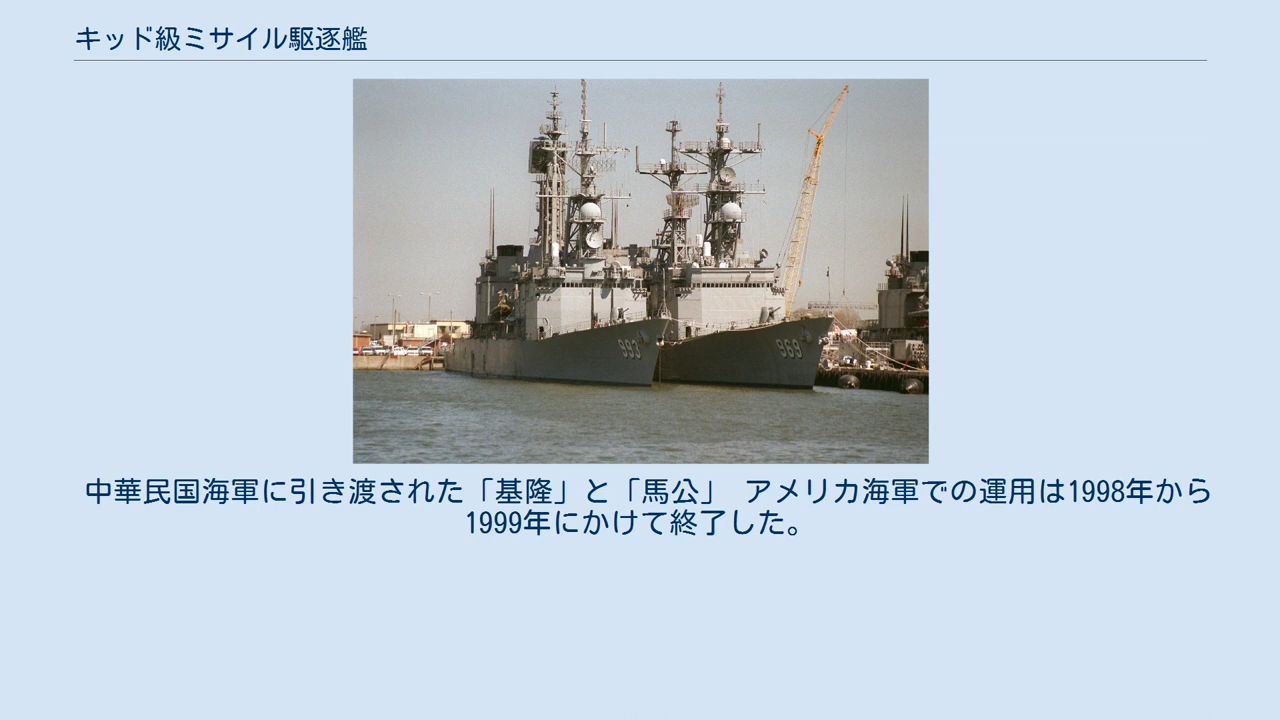 キッド級ミサイル駆逐艦
993
969
中華民国海軍に引き渡された「基隆」と「馬公」 アメリカ海軍での運用は1998年から
1999年にかけて終了した。